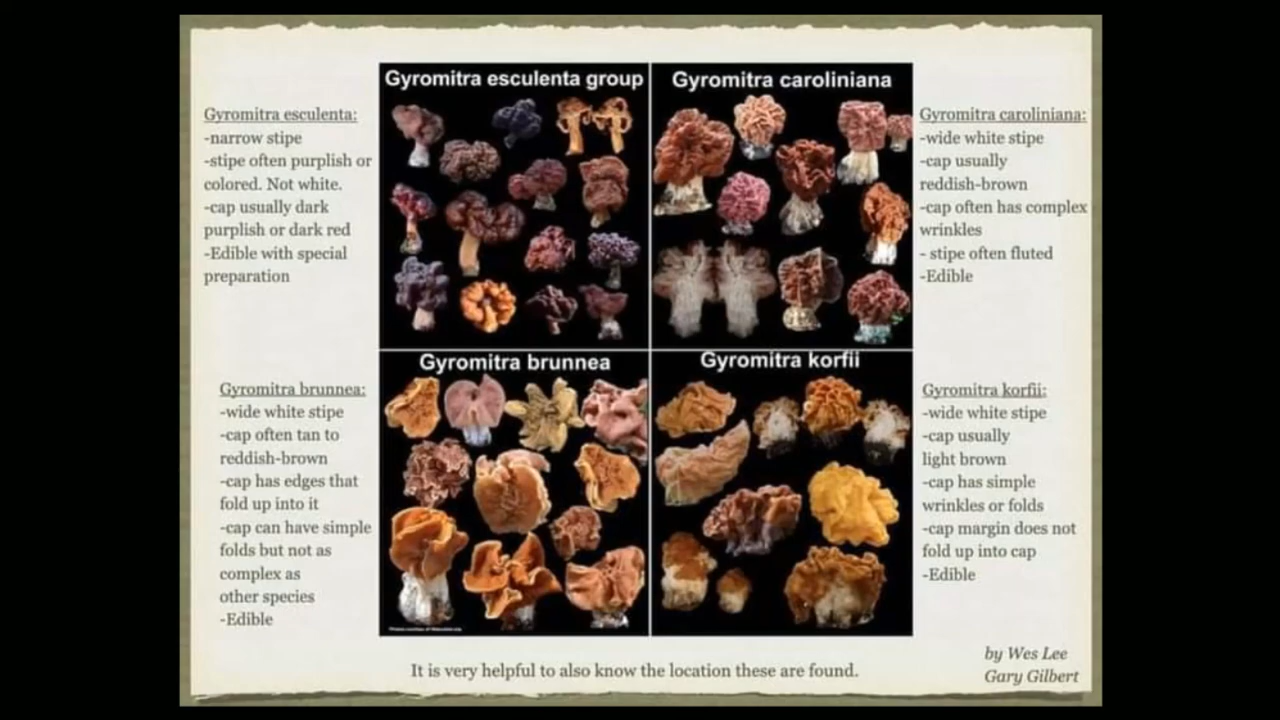 Gyromitra esculenta group
Gyromitra caroliniana
Gyromitra esculenta:
-narrow stipe
-stipe often purplish or
colored. Not white.
-cap usually dark
purplish or dark red
-Edible with special
preparation
Gyromitra caroliniana:
-wide white stipe
-cap usually
reddish-brown
-cap often has complex
wrinkles
- stipe often fluted
-Edible
Gyromitra brunnea
Gyromitra korfii
Gyromitra brunnea:
-wide white stipe
-cap often tan to
reddish-brown
-cap has edges that
fold up into it
-cap can have simple
folds but not as
complex as
other species
-Edible
Gyromitra korfii:
-wide white stipe
-cap usually
light brown
-cap has simple
wrinkles or folds
-cap margin does not
fold up into cap
-Edible
It is very helpful to also know the location these are found.
by Wes Lee
Gary Gilbert